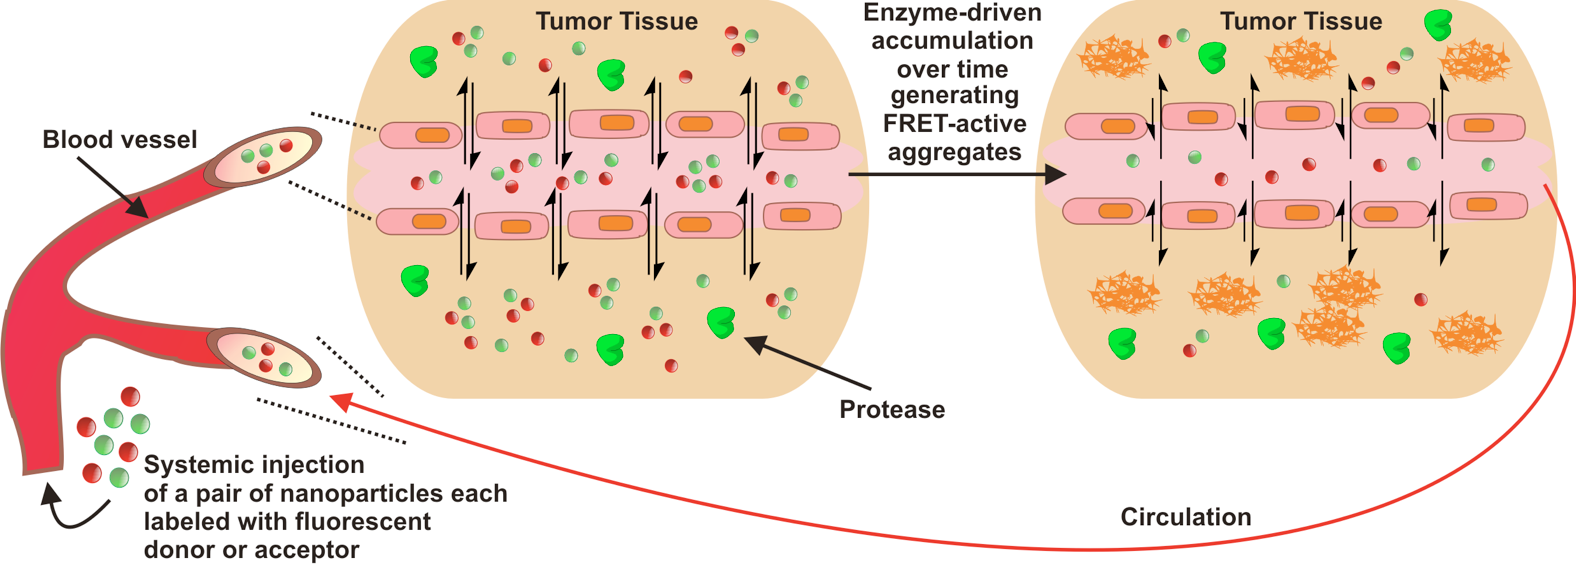 Blood vessel
Systemic injection
of a pair of nanoparticles each
labeled with fluorescent
donor or acceptor
Tumor Tissue
Protease
Enzyme-driven
accumulation
over time
generating
FRET-active
aggregates
Tumor Tissue
Circulation